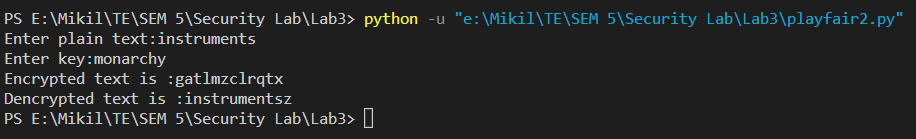 PS E:\Mikil\TE\SEM 5\Security Lab\Lab3> python -u "e:\Mikil\TE\SEM 5\Security Lab\Lab3\playfair2.py"
Enter plain text:instruments
Enter key:monarchy
Encrypted text is :gatlmzclrqtx
Dencrypted text is :instrumentsz
PS E:\Mikil\TE\SEM 5\Security Lab\Lab3>